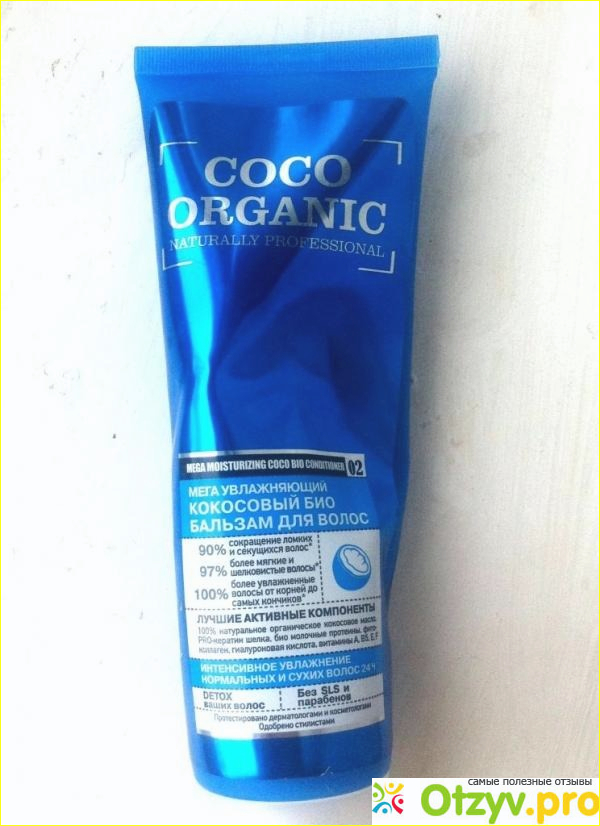 COCO
ORGANIC
NATURALLY PROFESSIONAL
MEGA MOISTURIZING COCO BIO CONDITIONER 02
МЕГА УВЛАЖНЯЮЩИЙ
КОКОСОВЫЙ БИО
БАЛЬЗАМ ДЛЯ ВОЛОС
90% сокращение ломких
и секущихся волос*
97% более мягкие и
шелковистые волосы*
100% более увлажненные
волосы от корней до
самых кончиков*
ЛУЧШИЕ АКТИВНЫЕ КОМПОНЕНТЫ
100% натуральное органическое кокосовое масло,
PRO-кератин шелка, био молочные протеины, фито-
коллаген, гиалуроновая кислота, витамины A, B5, E, F
ИНТЕНСИВНОЕ УВЛАЖНЕНИЕ
НОРМАЛЬНЫХ И СУХИХ ВОЛОС 24 Ч
DETOX
ваших волос
Без SLS и
парабенов
Протестировано дерматологами и косметологами
Одобрено стилистами
самые полезные отзывы
Otzyv.pro